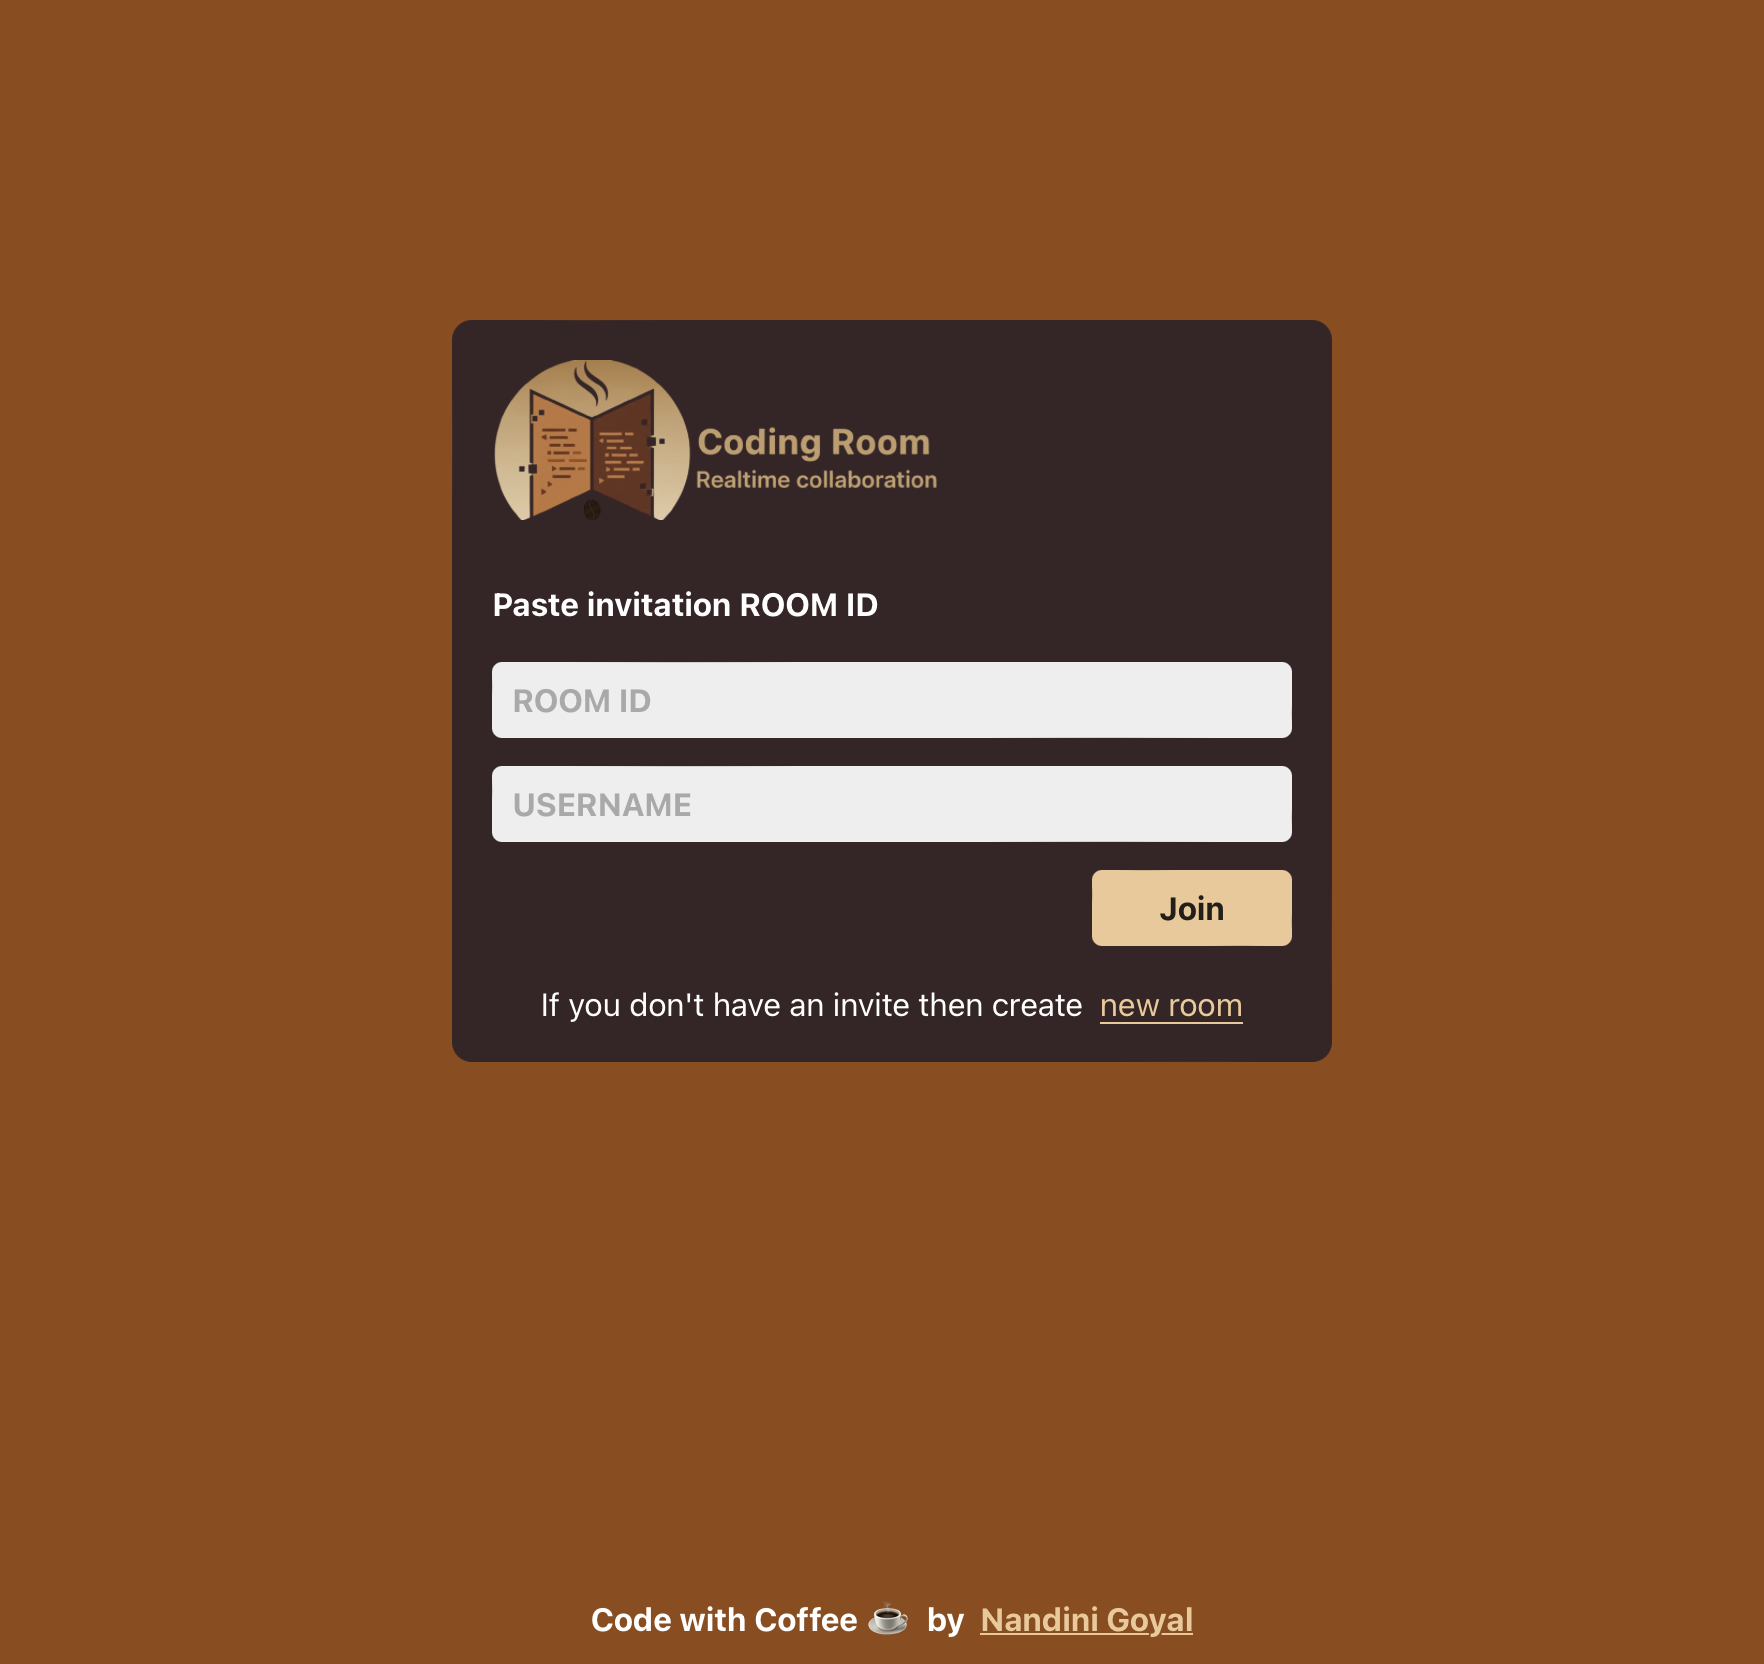 Coding Room
Realtime collaboration
Paste invitation ROOM ID
ROOM ID
USERNAME
Join
If you don't have an invite then create new room
Code with Coffee ☕ by Nandini Goyal